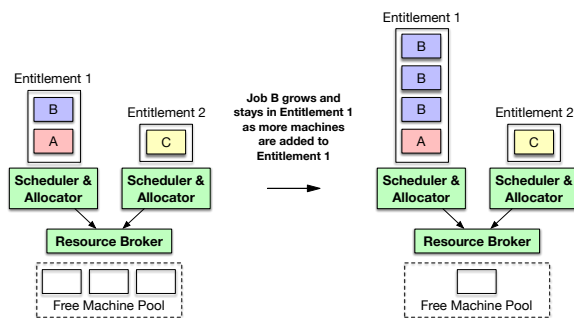 Entitlement 1
B
A
Entitlement 2
C
Scheduler &
Allocator
Scheduler &
Allocator
Resource Broker
Free Machine Pool
Job B grows and
stays in Entitlement 1
as more machines
are added to
Entitlement 1
Entitlement 1
B
B
B
A
Entitlement 2
C
Scheduler &
Allocator
Scheduler &
Allocator
Resource Broker
Free Machine Pool